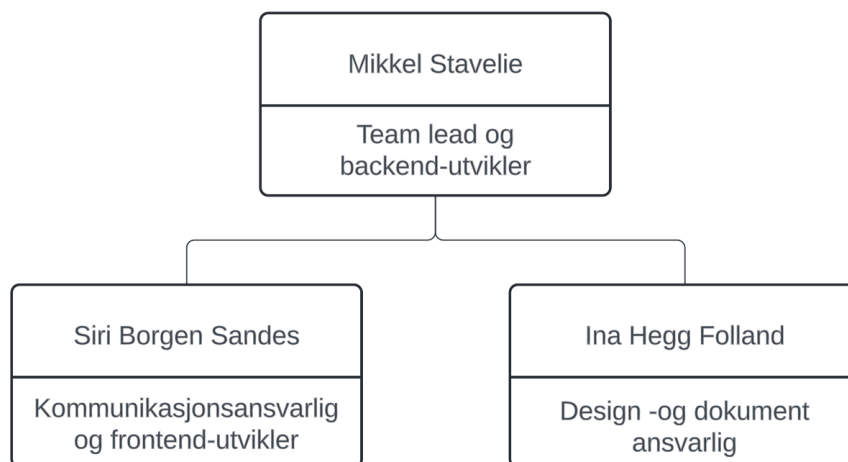 Mikkel Stavelie
Team lead og
backend-utvikler
Siri Borgen Sandes
Ina Hegg Folland
Kommunikasjonsansvarlig
og frontend-utvikler
Design -og dokument
ansvarlig